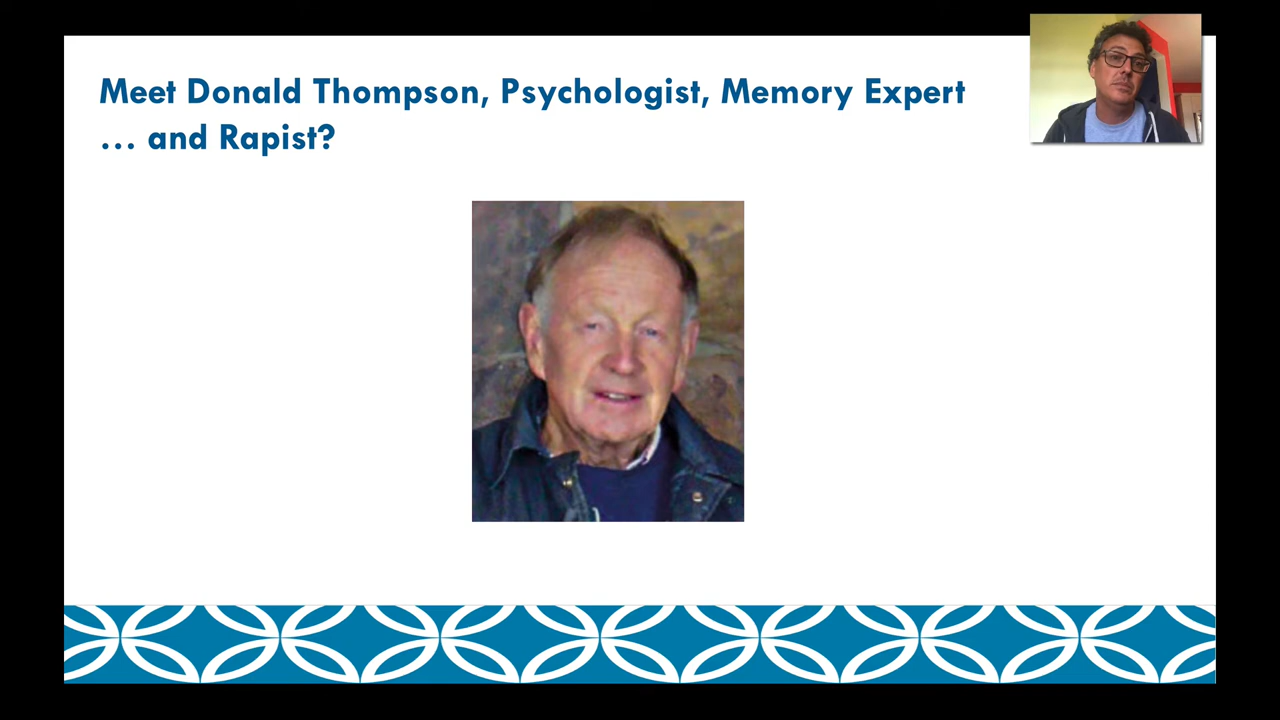 Meet Donald Thompson, Psychologist, Memory Expert
… and Rapist?